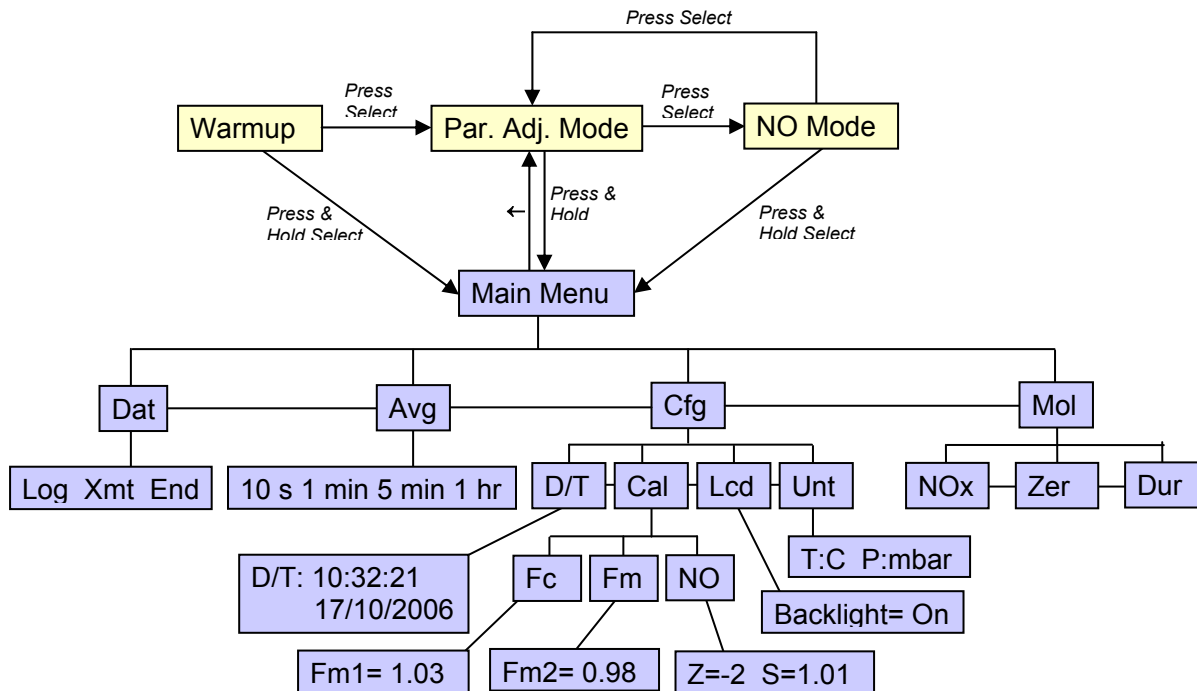 Press Select
Press
Select
Press
Select
Warmup
Par. Adj. Mode
NO Mode
Press &
Hold Select
←
Press &
Hold
Press &
Hold Select
Main Menu
Dat
Avg
Cfg
Mol
Log Xmt End
10 s 1 min 5 min 1 hr
D/T
Cal
Lcd
Unt
NOx
Zer
Dur
D/T: 10:32:21
17/10/2006
Fc
Fm
NO
T:C P:mbar
Backlight= On
Fm1= 1.03
Fm2= 0.98
Z=-2 S=1.01